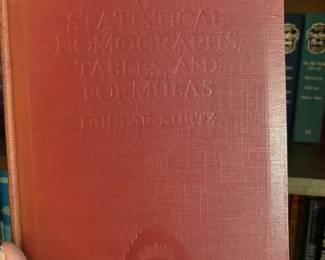 STATISTICAL
NOMOGRAPHS,
TABLES, AND
FORMULAS
DUNLAP-KURTZ